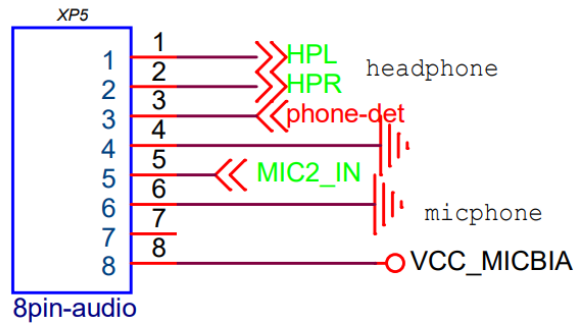 XP5
1 1 HPL
headphone
2 2 HPR
3 3 phone-det
4 4
5 5 MIC2_IN
6 6
micphone
7 7
8 8 VCC_MICBIA
8pin-audio